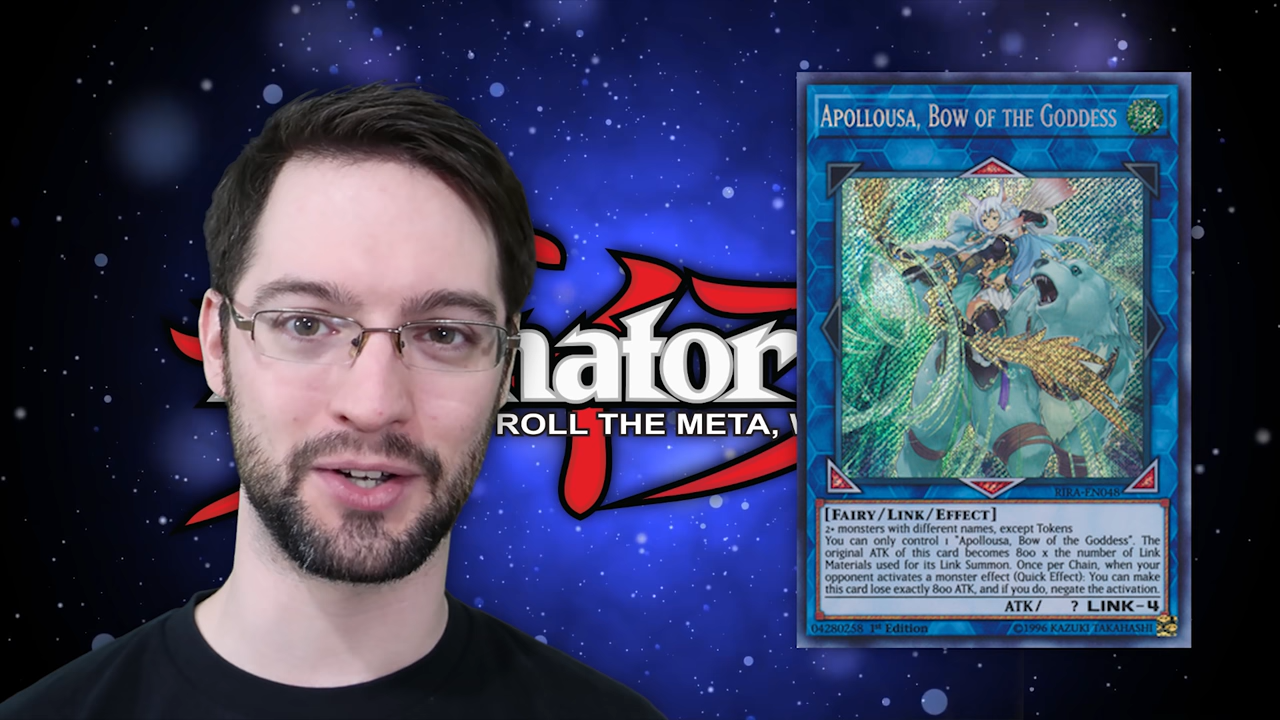 nator
ROLL THE META,
APOLLOUSA, BOW OF THE GODDESS
RIRA-EN048
[FAIRY/LINK/EFFECT]
2+ monsters with different names, except Tokens
You can only control 1 "Apollousa, Bow of the Goddess". The
original ATK of this card becomes 800 x the number of Link
Materials used for its Link Summon. Once per Chain, when your
opponent activates a monster effect (Quick Effect): You can make
this card lose exactly 800 ATK, and if you do, negate the activation.
ATK/ ? LINK-4
04280258 1st Edition ©1996 KAZUKI TAKAHASHI